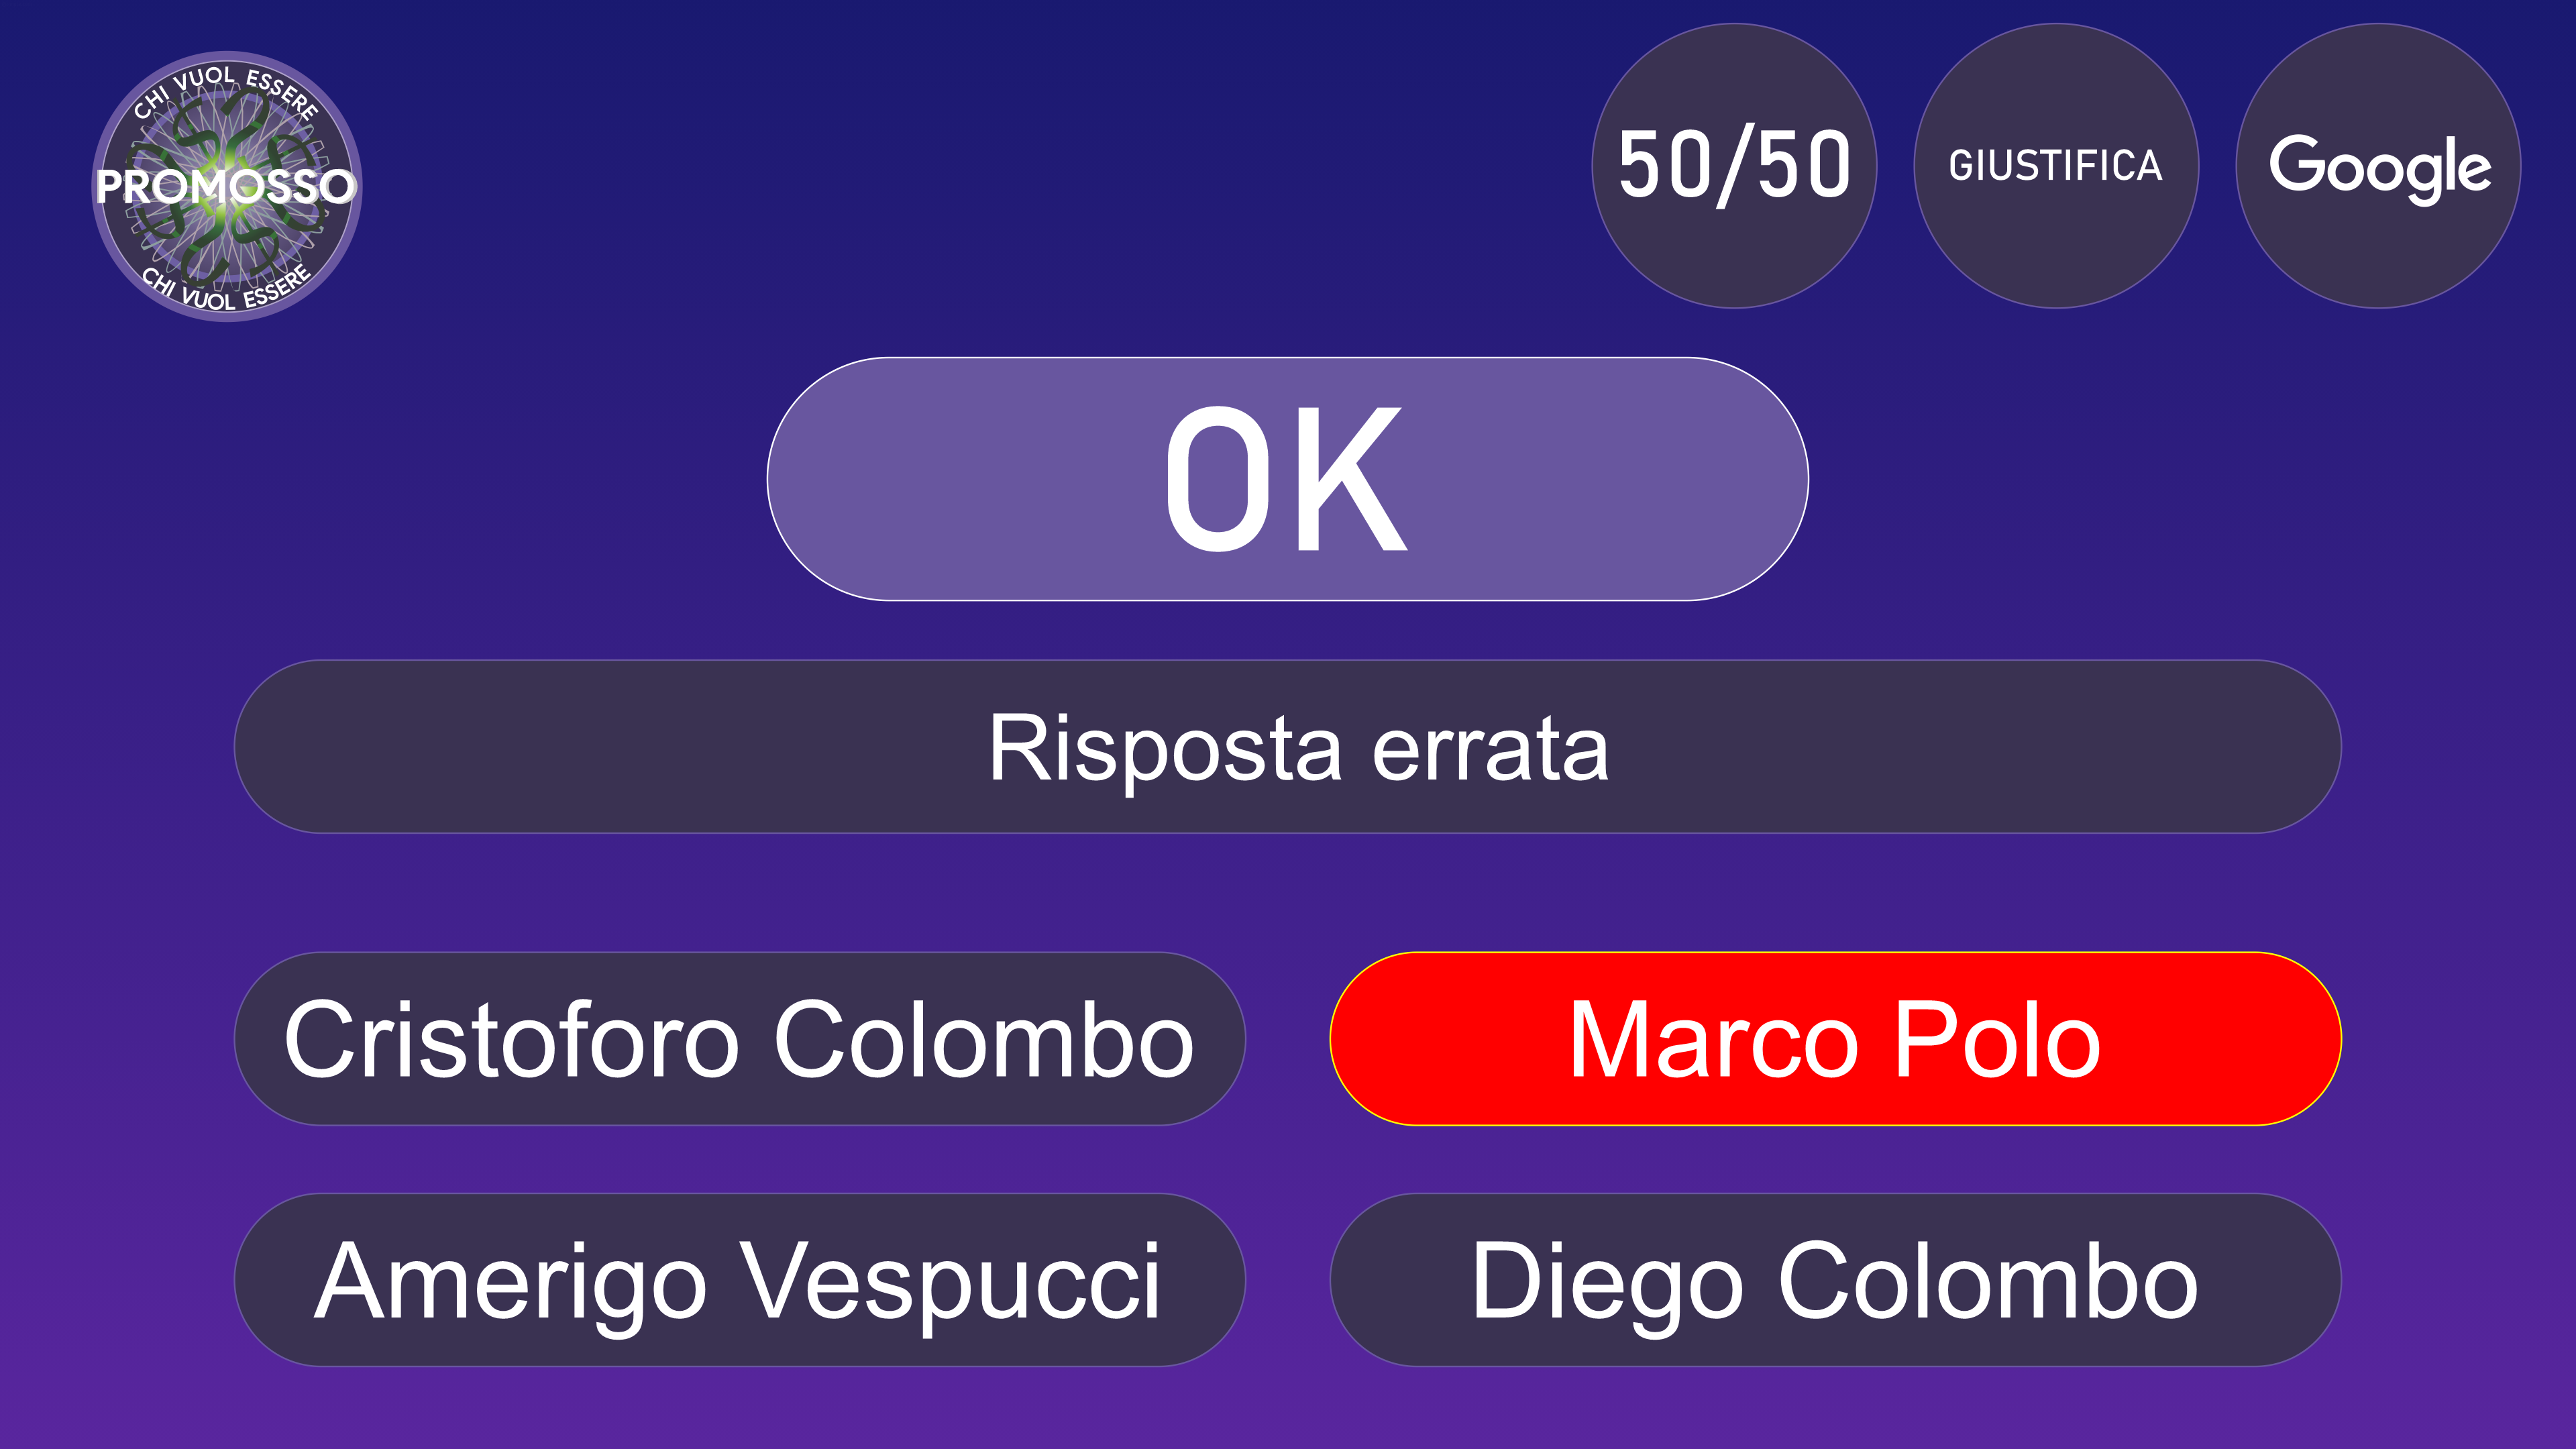 CHI VUOL ESSERE
PROMOSSO
CHI VUOL ESSERE
50/50
GIUSTIFICA
Google
OK
Risposta errata
Cristoforo Colombo
Marco Polo
Amerigo Vespucci
Diego Colombo